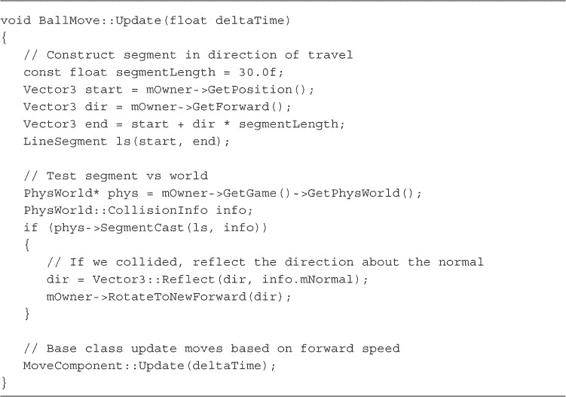 void BallMove::Update(float deltaTime)
{
   // Construct segment in direction of travel
   const float segmentLength = 30.0f;
   Vector3 start = mOwner->GetPosition();
   Vector3 dir = mOwner->GetForward();
   Vector3 end = start + dir * segmentLength;
   LineSegment ls(start, end);

   // Test segment vs world
   PhysWorld* phys = mOwner->GetGame()->GetPhysWorld();
   PhysWorld::CollisionInfo info;
   if (phys->SegmentCast(ls, info))
   {
      // If we collided, reflect the direction about the normal
      dir = Vector3::Reflect(dir, info.mNormal);
      mOwner->RotateToNewForward(dir);
   }

   // Base class update moves based on forward speed
   MoveComponent::Update(deltaTime);
}